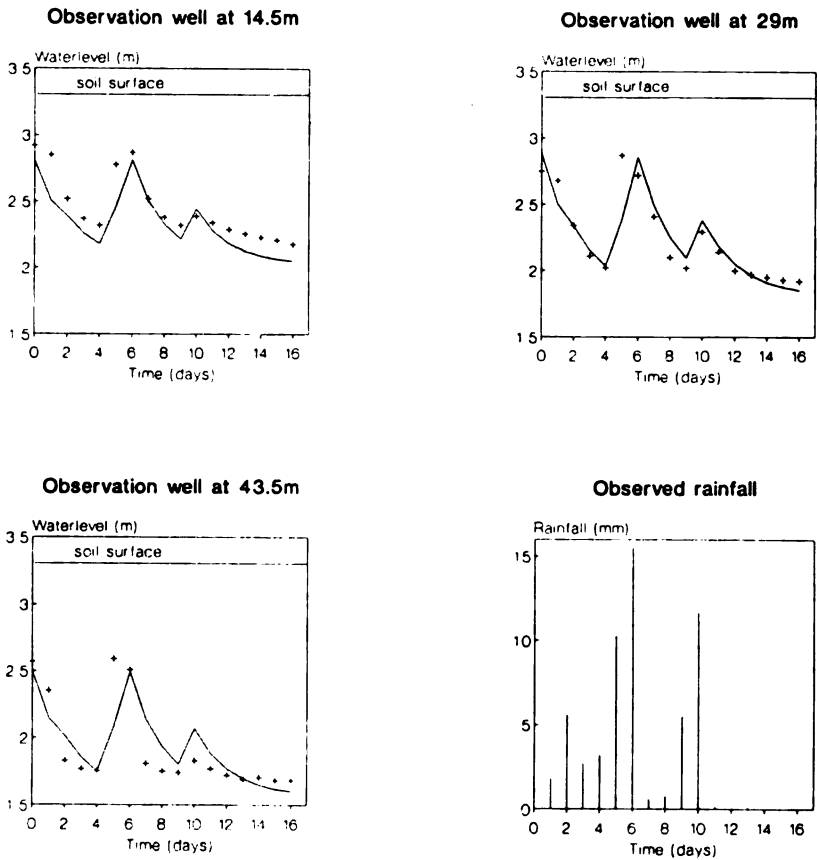 Observation well at 14.5m
Waterlevel (m)
3 5
soil surface
3
2 5
2
1 5
0 2 4 6 8 10 12 14 16
Time (days)
Observation well at 29m
Waterlevel (m)
3 5
soil surface
3
2 5
2
1 5
0 2 4 6 8 10 12 14 16
Time (days)
Observation well at 43.5m
Waterlevel (m)
3 5
soil surface
3
2 5
2
1 5
0 2 4 6 8 10 12 14 16
Time (days)
Observed rainfall
Rainfall (mm)
15
10
5
0
0 2 4 6 8 10 12 14 16
Time (days)